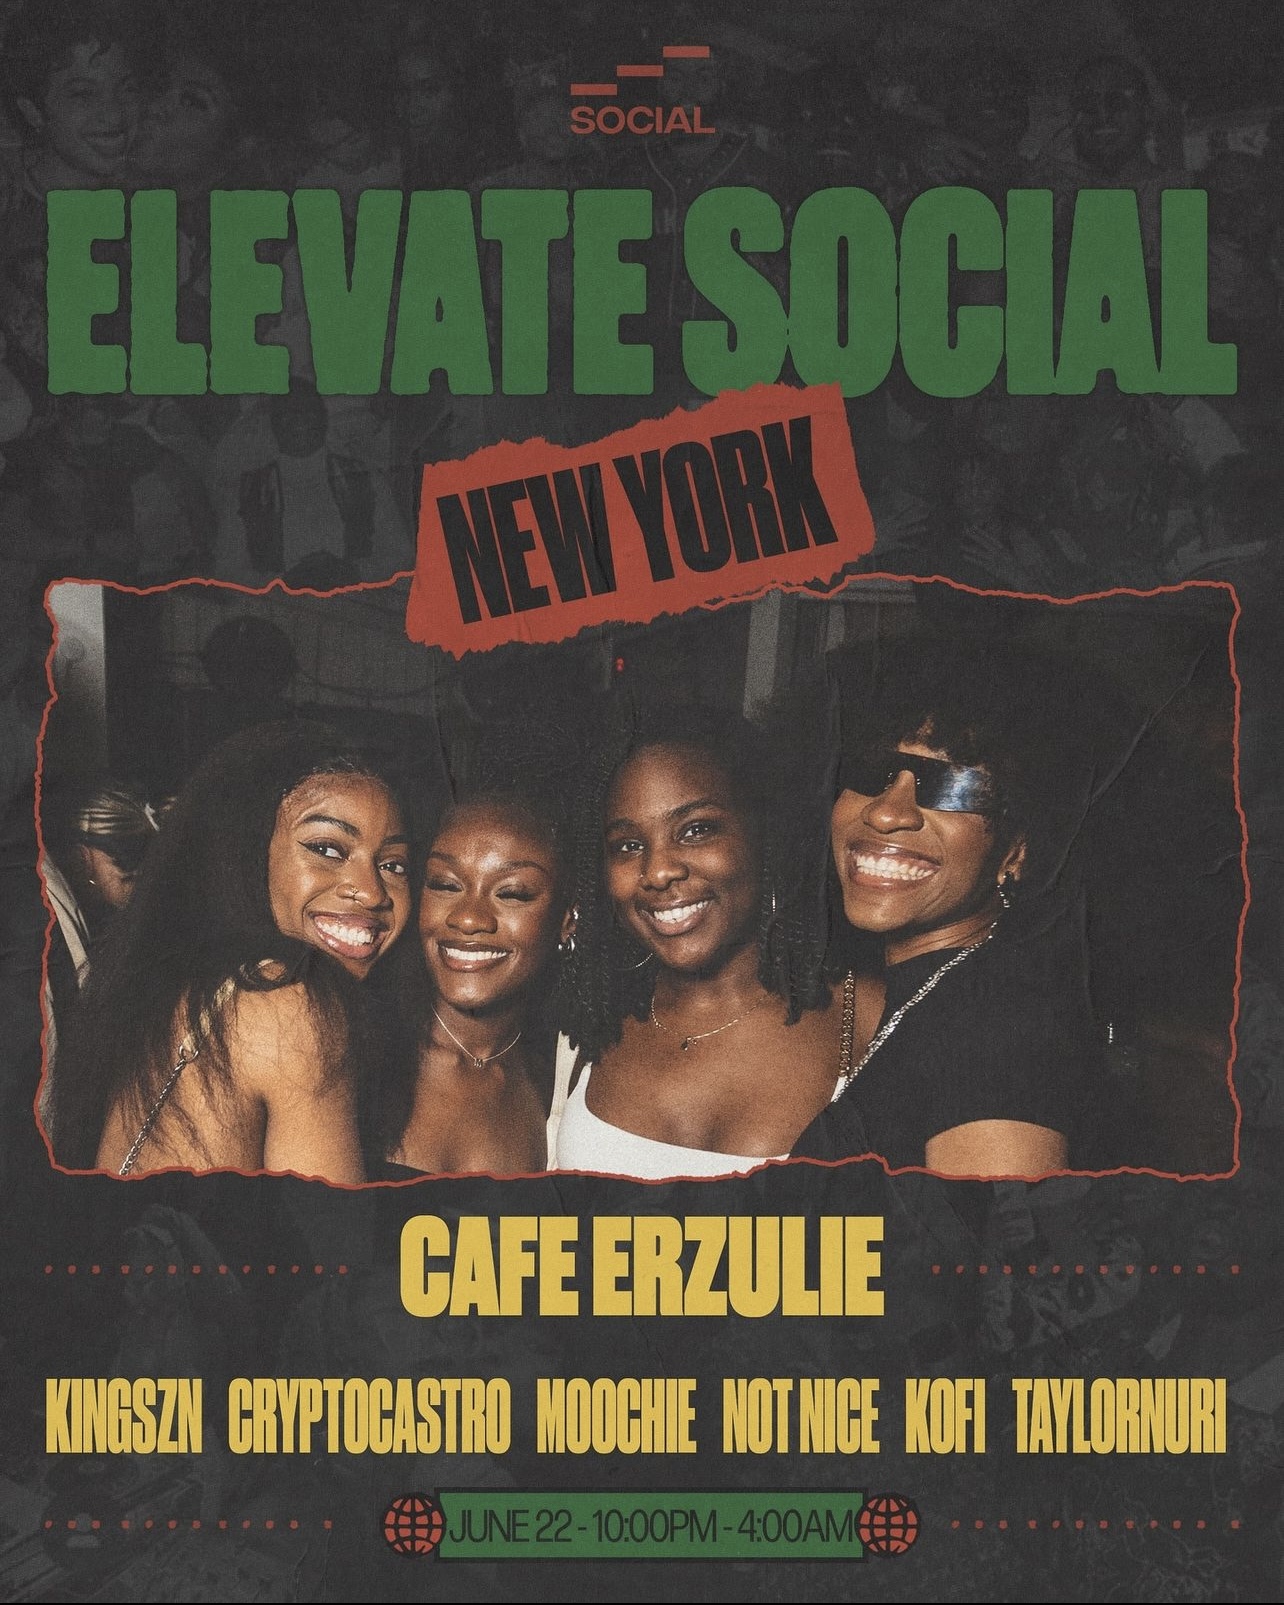 SOCIAL
ELEVATE SOCIAL
NEW YORK
CAFE ERZULIE
KINGSZN CRYPTOCASTRO MOOCHIE NOT NICE KOFI TAYLORNURI
JUNE 22 - 10:00PM - 4:00AM